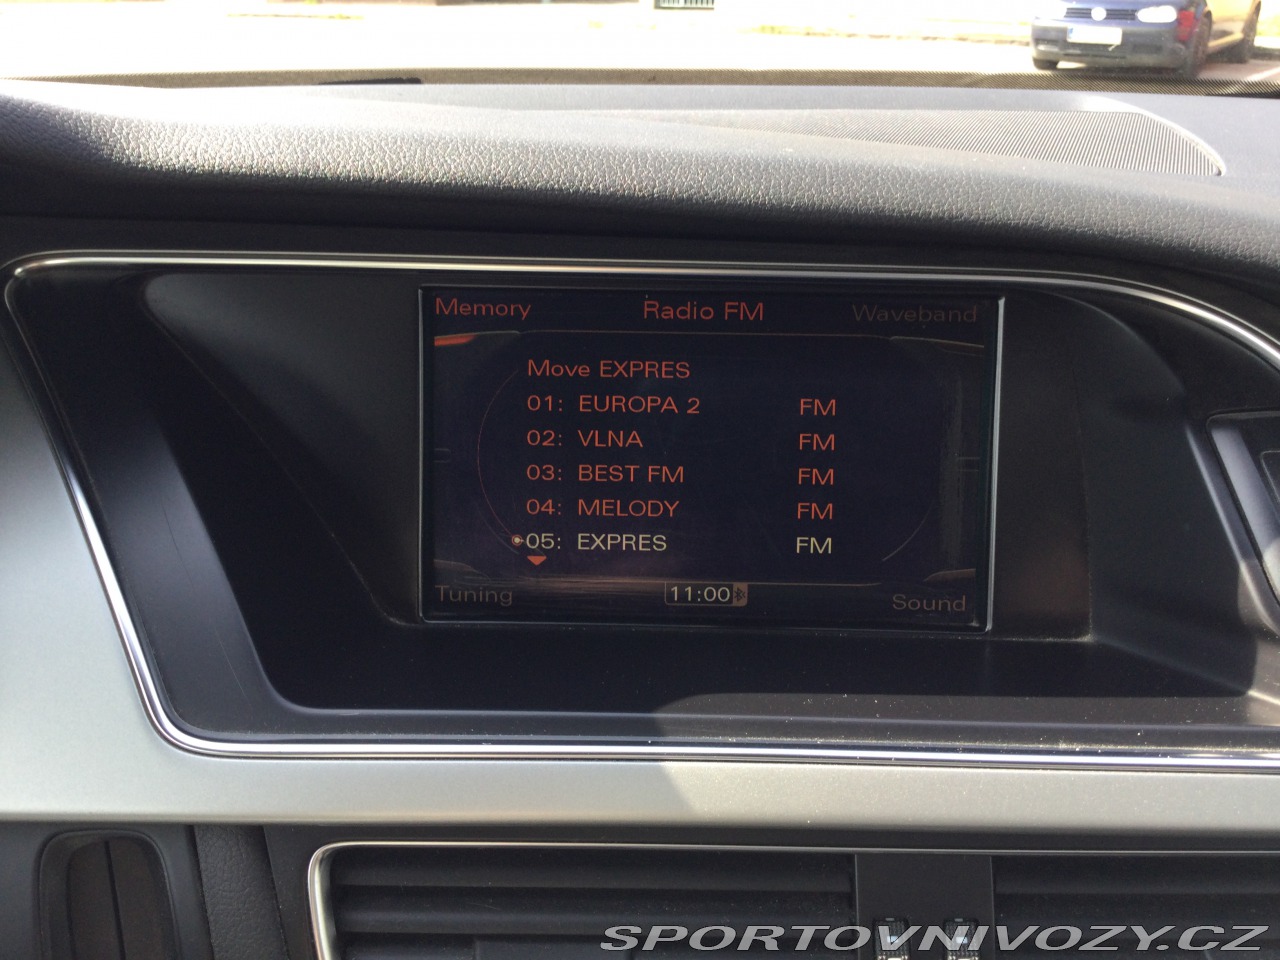 Memory Radio FM Waveband
Move EXPRES
01: EUROPA 2 FM
02: VLNA FM
03: BEST FM FM
04: MELODY FM
05: EXPRES FM
Tuning 11:00 Sound
SPORTOVNIVOZY.CZ